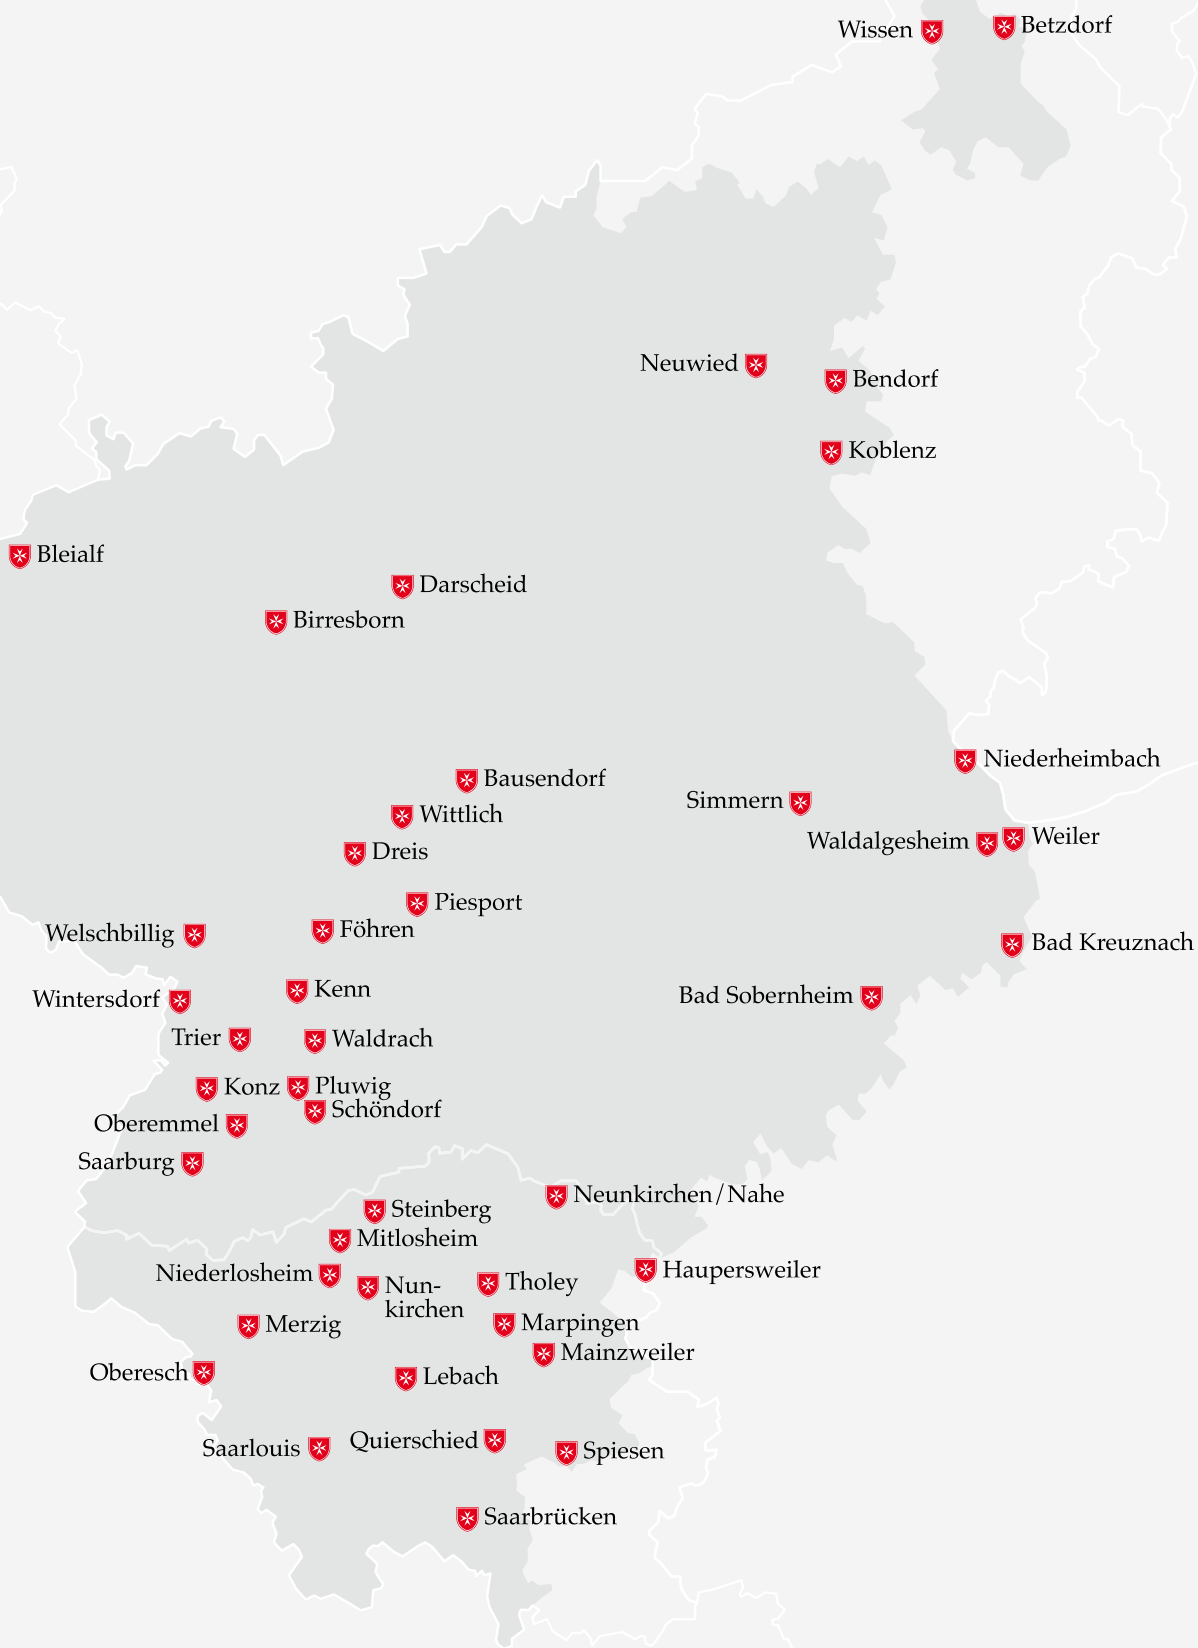 Wissen
Betzdorf
Neuwied
Bendorf
Koblenz
Bleialf
Darscheid
Birresborn
Niederheimbach
Bausendorf
Simmern
Wittlich
Waldalgesheim
Weiler
Dreis
Piesport
Welschbillig
Föhren
Bad Kreuznach
Wintersdorf
Kenn
Bad Sobernheim
Trier
Waldrach
Konz
Pluwig
Schöndorf
Oberemmel
Saarburg
Neunkirchen/Nahe
Steinberg
Mitlosheim
Niederlosheim
Haupersweiler
Nun-
kirchen
Tholey
Merzig
Marpingen
Mainzweiler
Oberesch
Lebach
Saarlouis
Quierschied
Spiesen
Saarbrücken